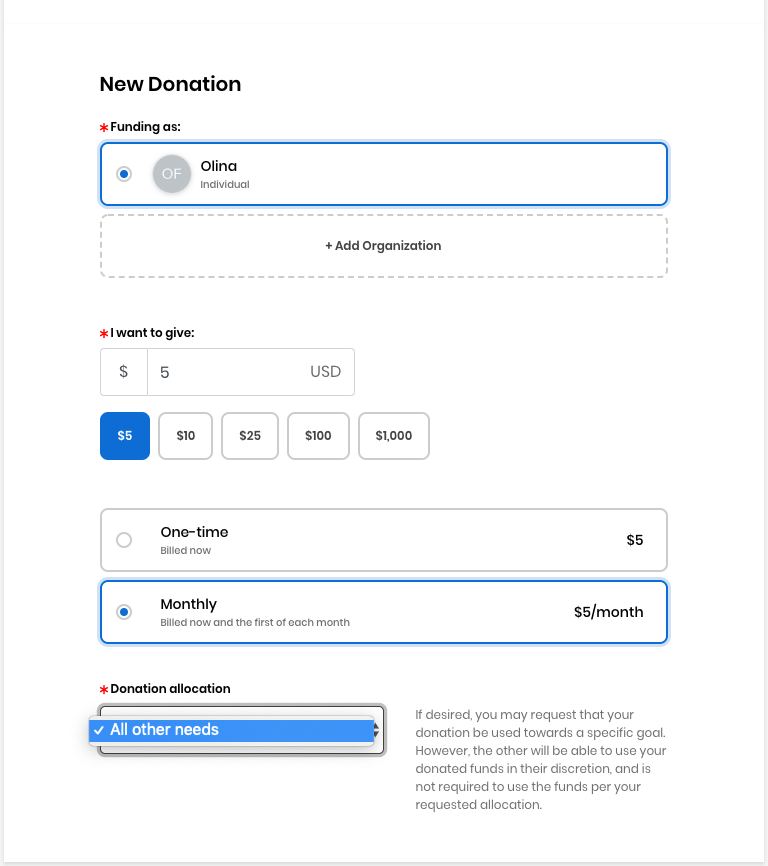 New Donation
* Funding as:
OF
Olina
Individual
+ Add Organization
* I want to give:
$ 5 USD
$5 $10 $25 $100 $1,000
One-time
Billed now
$5
Monthly
Billed now and the first of each month
$5/month
* Donation allocation
✓ All other needs
If desired, you may request that your
donation be used towards a specific goal.
However, the other will be able to use your
donated funds in their discretion, and is
not required to use the funds per your
requested allocation.